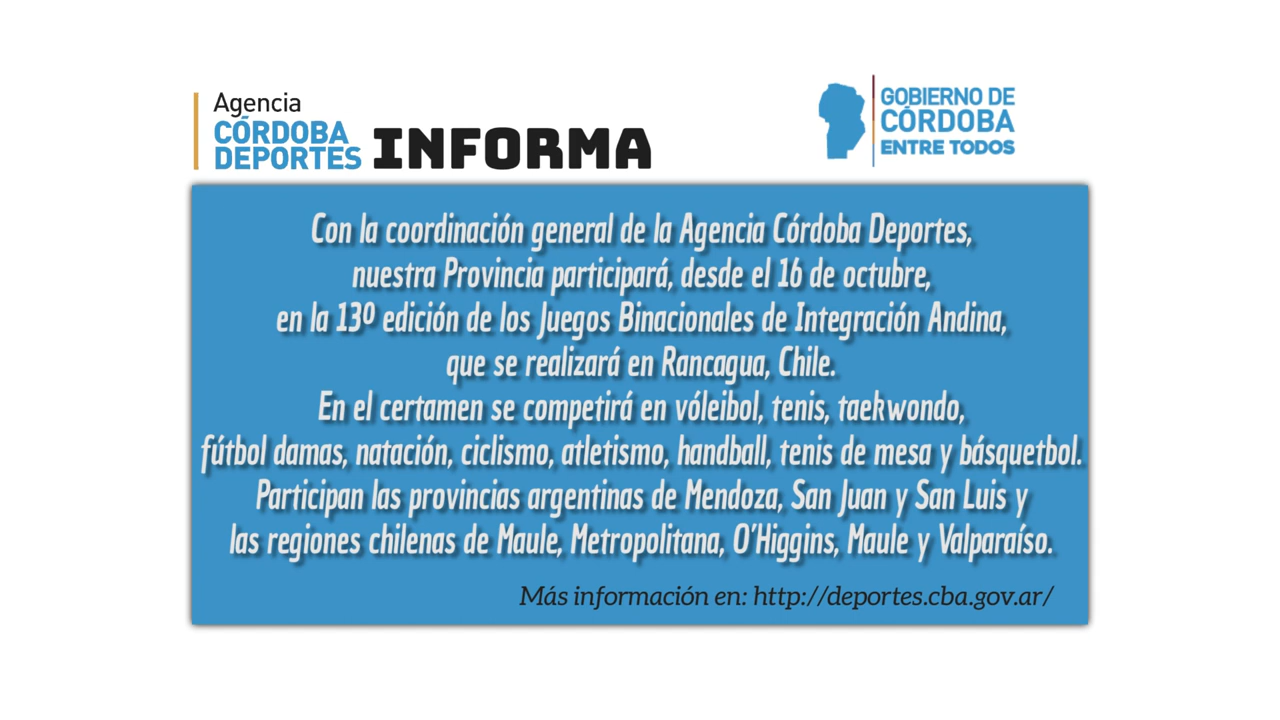 Agencia
CÓRDOBA
DEPORTES
INFORMA
GOBIERNO DE
CÓRDOBA
ENTRE TODOS
Con la coordinación general de la Agencia Córdoba Deportes,
nuestra Provincia participará, desde el 16 de octubre,
en la 13º edición de los Juegos Binacionales de Integración Andina,
que se realizará en Rancagua, Chile.
En el certamen se competirá en vóleibol, tenis, taekwondo,
fútbol damas, natación, ciclismo, atletismo, handball, tenis de mesa y básquetbol.
Participan las provincias argentinas de Mendoza, San Juan y San Luis y
las regiones chilenas de Maule, Metropolitana, O'Higgins, Maule y Valparaíso.
Más información en: http://deportes.cba.gov.ar/